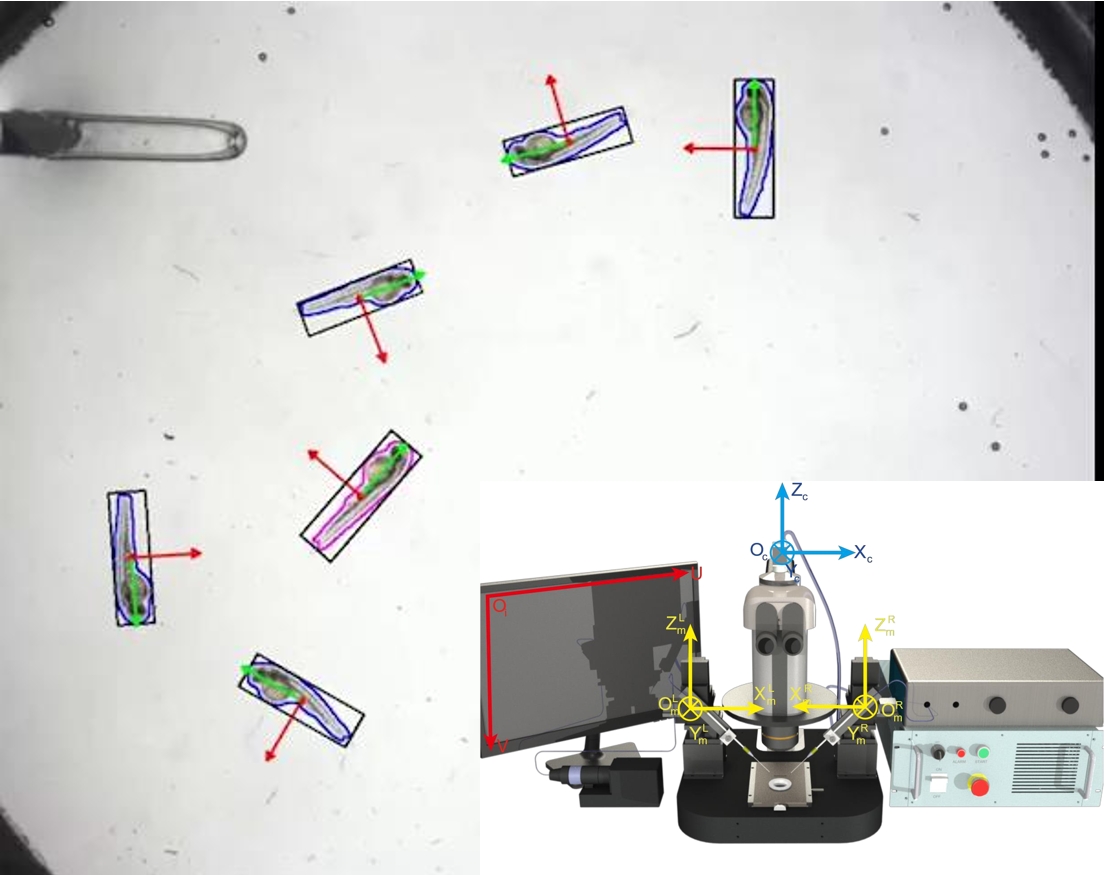 Z_c
O_c X_c
Y_c
U
O_i
Z_m^L Z_m^R
X_m^L X_m^R
O_m^L O_m^R
Y_m^L Y_m^R
V